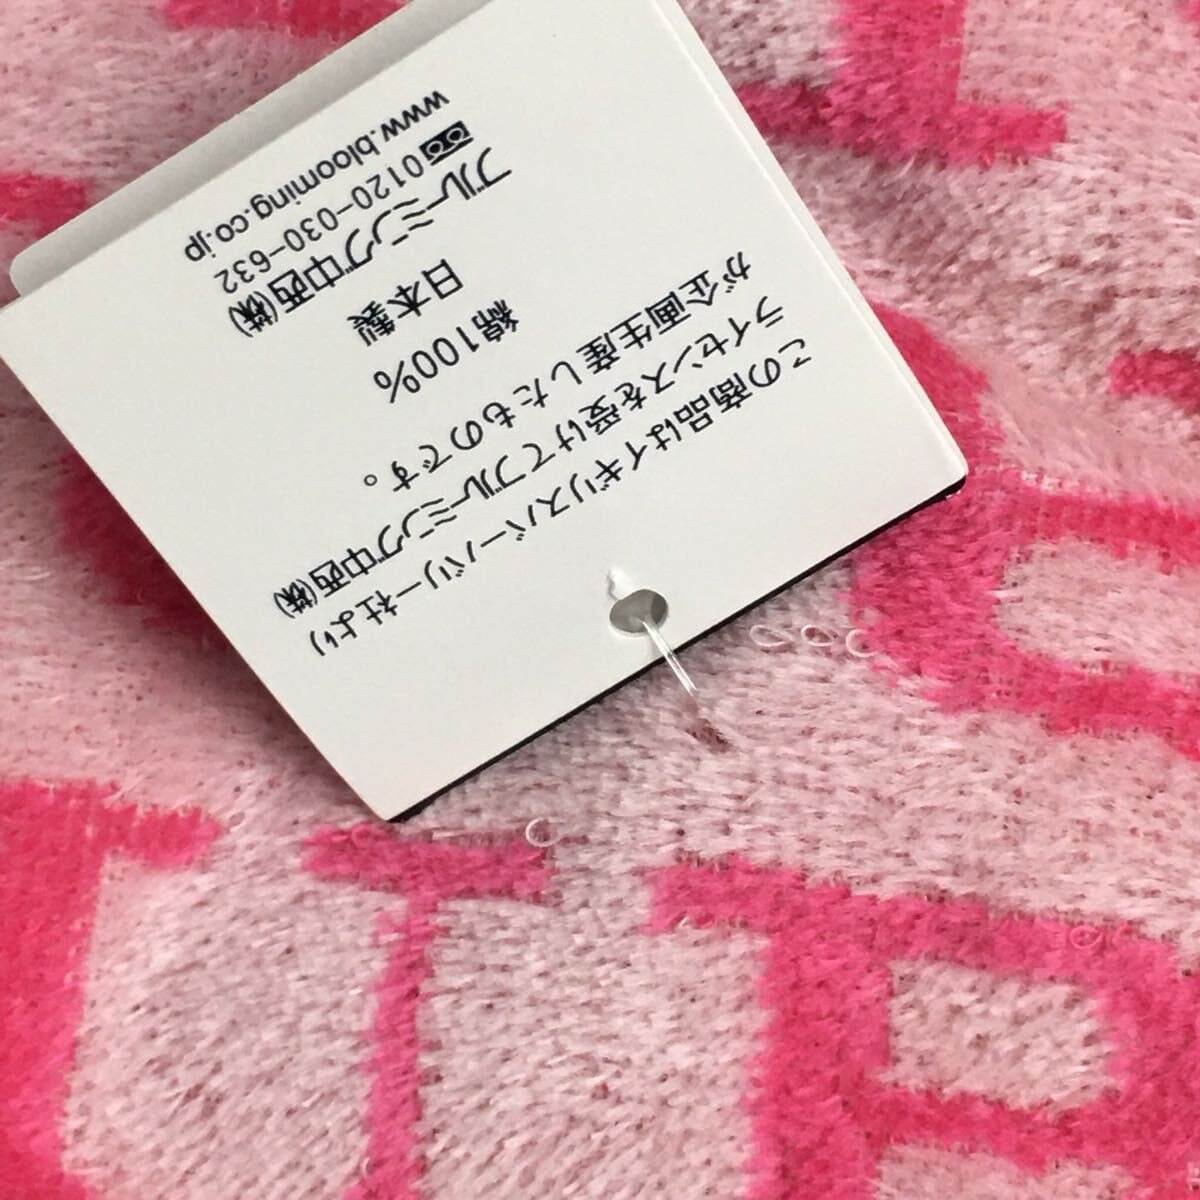 この商品はイギリスバーバリー社より
ライセンスを受けてブルーミング中西㈱
が企画生産したものです。
綿100%
日本製
ブルーミング中西㈱
0120-030-632
www.blooming.co.jp